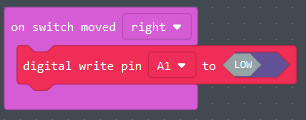 on switch moved right
digital write pin A1 to LOW